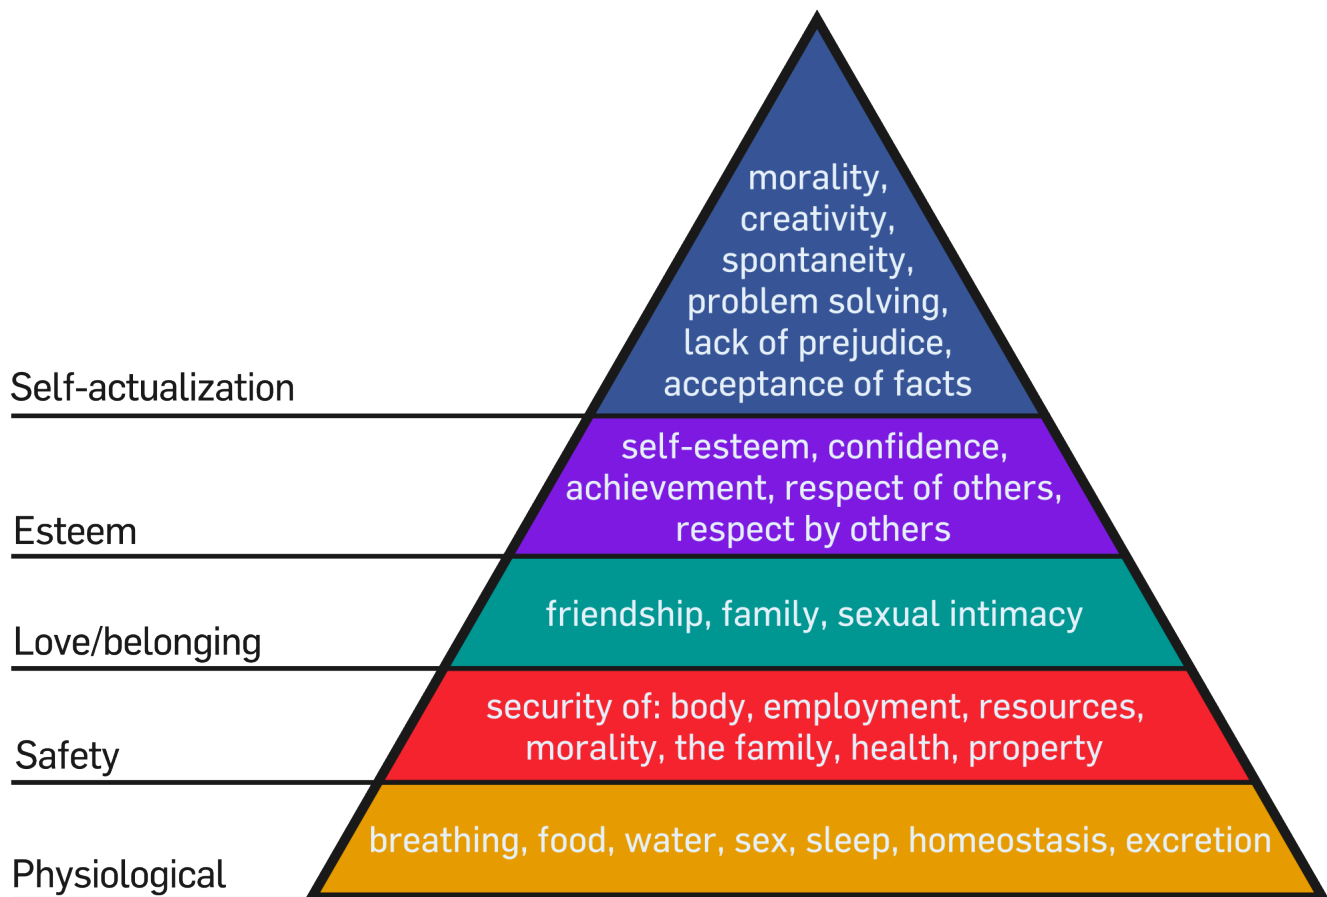 morality,
creativity,
spontaneity,
problem solving,
lack of prejudice,
acceptance of facts
Self-actualization
self-esteem, confidence,
achievement, respect of others,
respect by others
Esteem
friendship, family, sexual intimacy
Love/belonging
security of: body, employment, resources,
morality, the family, health, property
Safety
breathing, food, water, sex, sleep, homeostasis, excretion
Physiological